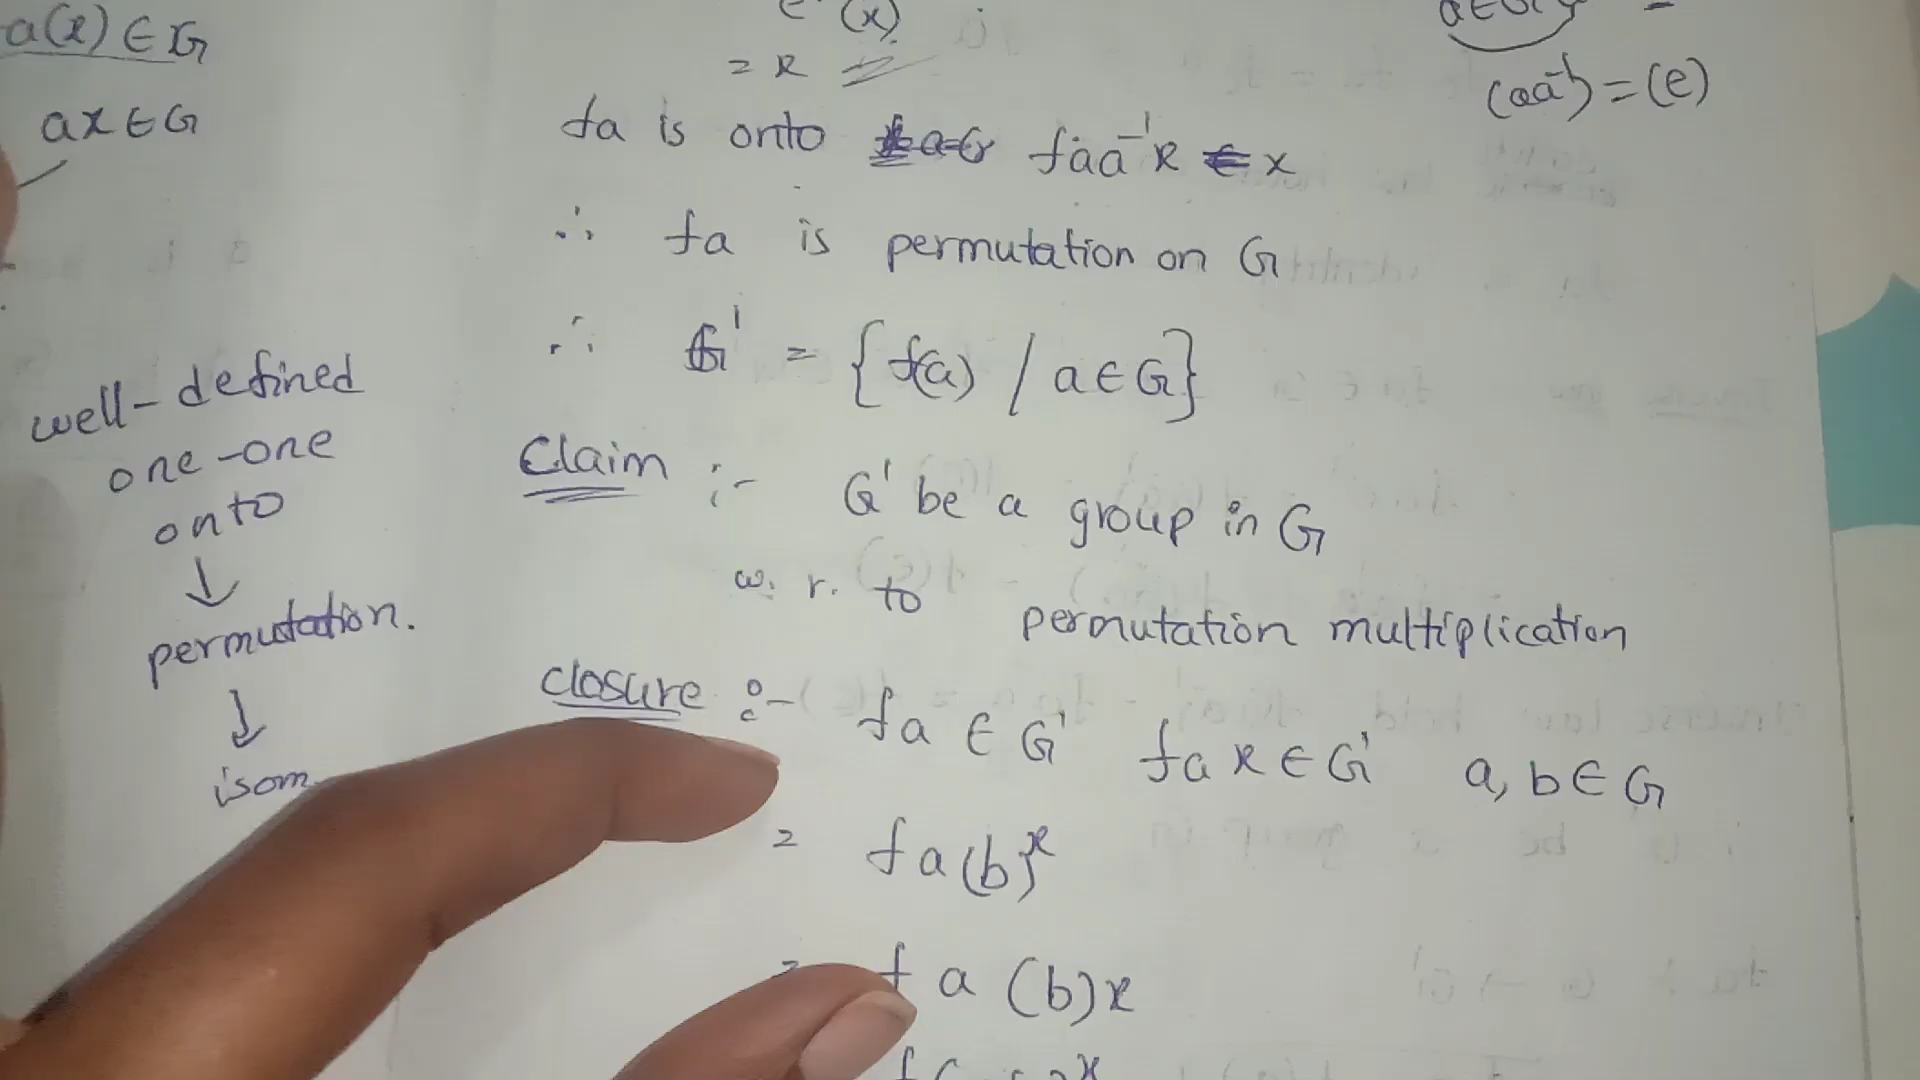 a(x) ∈ G
ax ∈ G
well-defined
one-one
onto
↓
permutation.
↓
isom
(x)
= x
fa is onto faa⁻¹x = x
∴ fa is permutation on G
∴ G' = {f(a) / a ∈ G}
Claim :- G' be a group in G
w. r. to permutation multiplication
closure :- fa ∈ G' fa x ∈ G' a, b ∈ G
= fa(b)x
= fa (b)x
(aa⁻¹) = (e)